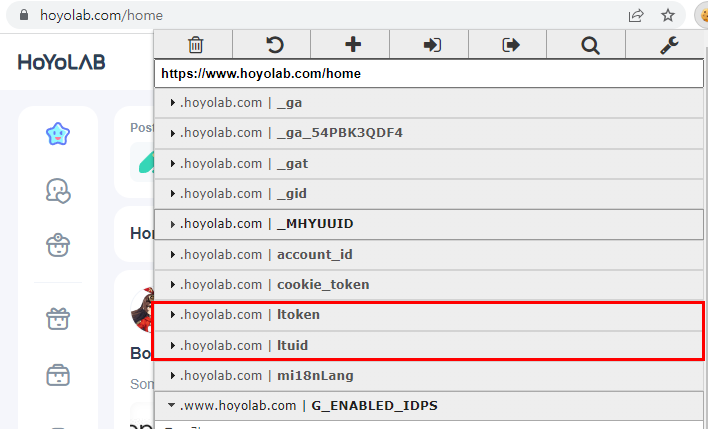 hoyolab.com/home
HoYoLAB
https://www.hoyolab.com/home
.hoyolab.com | _ga
Post
.hoyolab.com | _ga_54PBK3QDF4
.hoyolab.com | _gat
.hoyolab.com | _gid
.hoyolab.com | _MHYUUID
Hor
.hoyolab.com | account_id
.hoyolab.com | cookie_token
.hoyolab.com | ltoken
.hoyolab.com | ltuid
Bo
.hoyolab.com | mi18nLang
Som
.www.hoyolab.com | G_ENABLED_IDPS